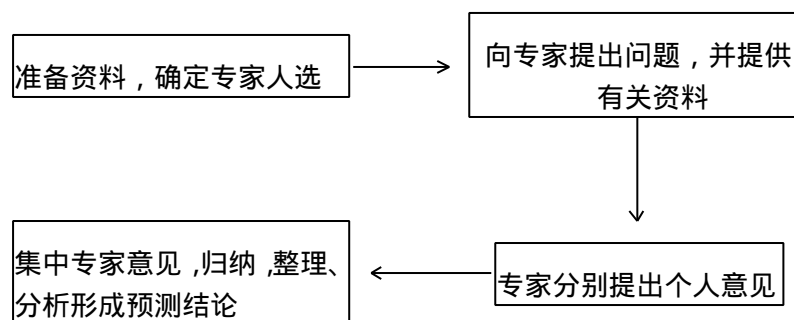 准备资料，确定专家人选
向专家提出问题，并提供
有关资料
专家分别提出个人意见
集中专家意见,归纳,整理、
分析形成预测结论